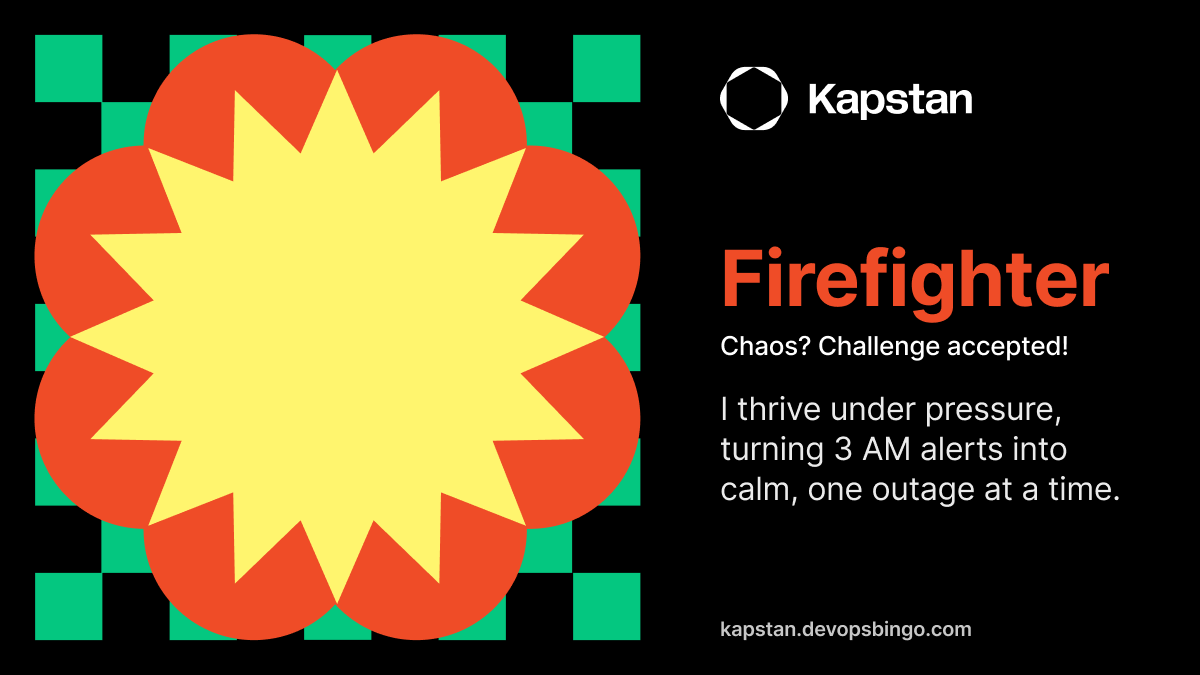 Kapstan
Firefighter
Chaos? Challenge accepted!
I thrive under pressure,
turning 3 AM alerts into
calm, one outage at a time.
kapstan.devopsbingo.com